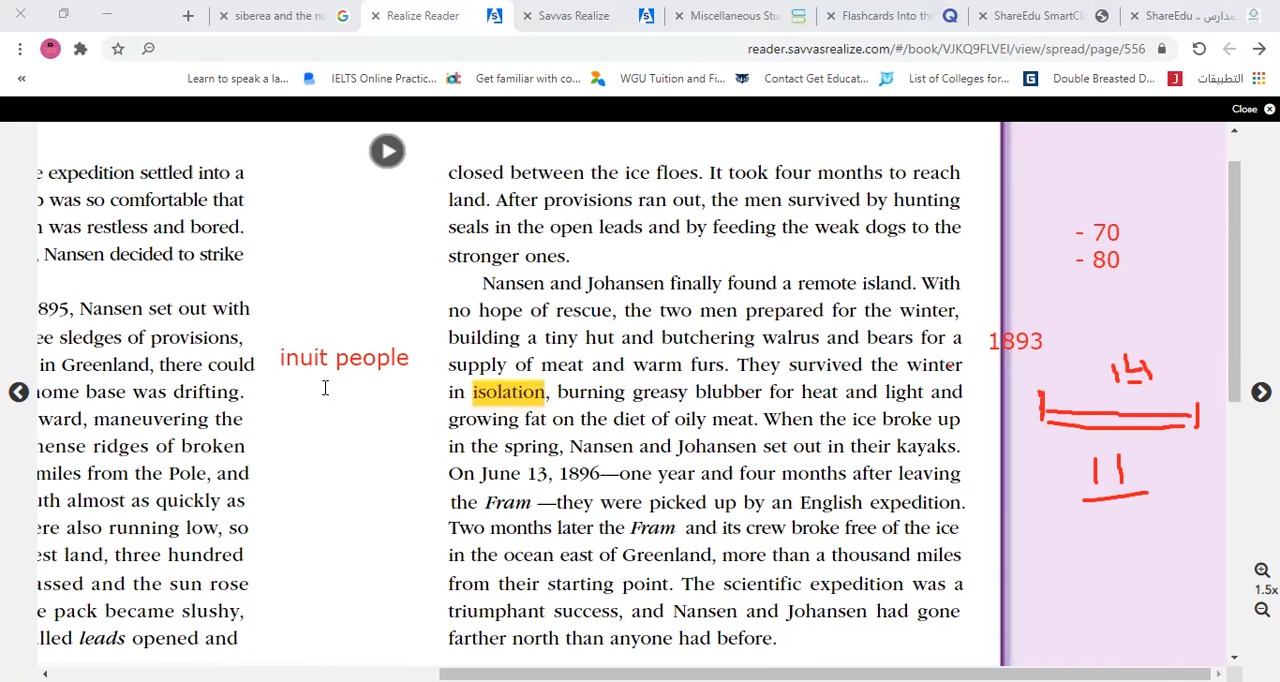 siberea and the no
Realize Reader
Savvas Realize
Miscellaneous Stu
Flashcards Into the
ShareEdu SmartCl
ShareEdu .. مدارس
reader.savvasrealize.com/#/book/VJKQ9FLVEI/view/spread/page/556
Learn to speak a la...
IELTS Online Practic...
Get familiar with co...
WGU Tuition and Fi...
Contact Get Educat...
List of Colleges for...
Double Breasted D...
التطبيقات
Close
e expedition settled into a
p was so comfortable that
n was restless and bored.
, Nansen decided to strike
895, Nansen set out with
ee sledges of provisions,
in Greenland, there could
home base was drifting.
ward, maneuvering the
nense ridges of broken
miles from the Pole, and
uth almost as quickly as
ere also running low, so
est land, three hundred
assed and the sun rose
e pack became slushy,
lled leads opened and
inuit people
closed between the ice floes. It took four months to reach
land. After provisions ran out, the men survived by hunting
seals in the open leads and by feeding the weak dogs to the
stronger ones.
Nansen and Johansen finally found a remote island. With
no hope of rescue, the two men prepared for the winter,
building a tiny hut and butchering walrus and bears for a
supply of meat and warm furs. They survived the winter
in isolation, burning greasy blubber for heat and light and
growing fat on the diet of oily meat. When the ice broke up
in the spring, Nansen and Johansen set out in their kayaks.
On June 13, 1896—one year and four months after leaving
the Fram —they were picked up by an English expedition.
Two months later the Fram and its crew broke free of the ice
in the ocean east of Greenland, more than a thousand miles
from their starting point. The scientific expedition was a
triumphant success, and Nansen and Johansen had gone
farther north than anyone had before.
- 70
- 80
1893
14
11
1.5x